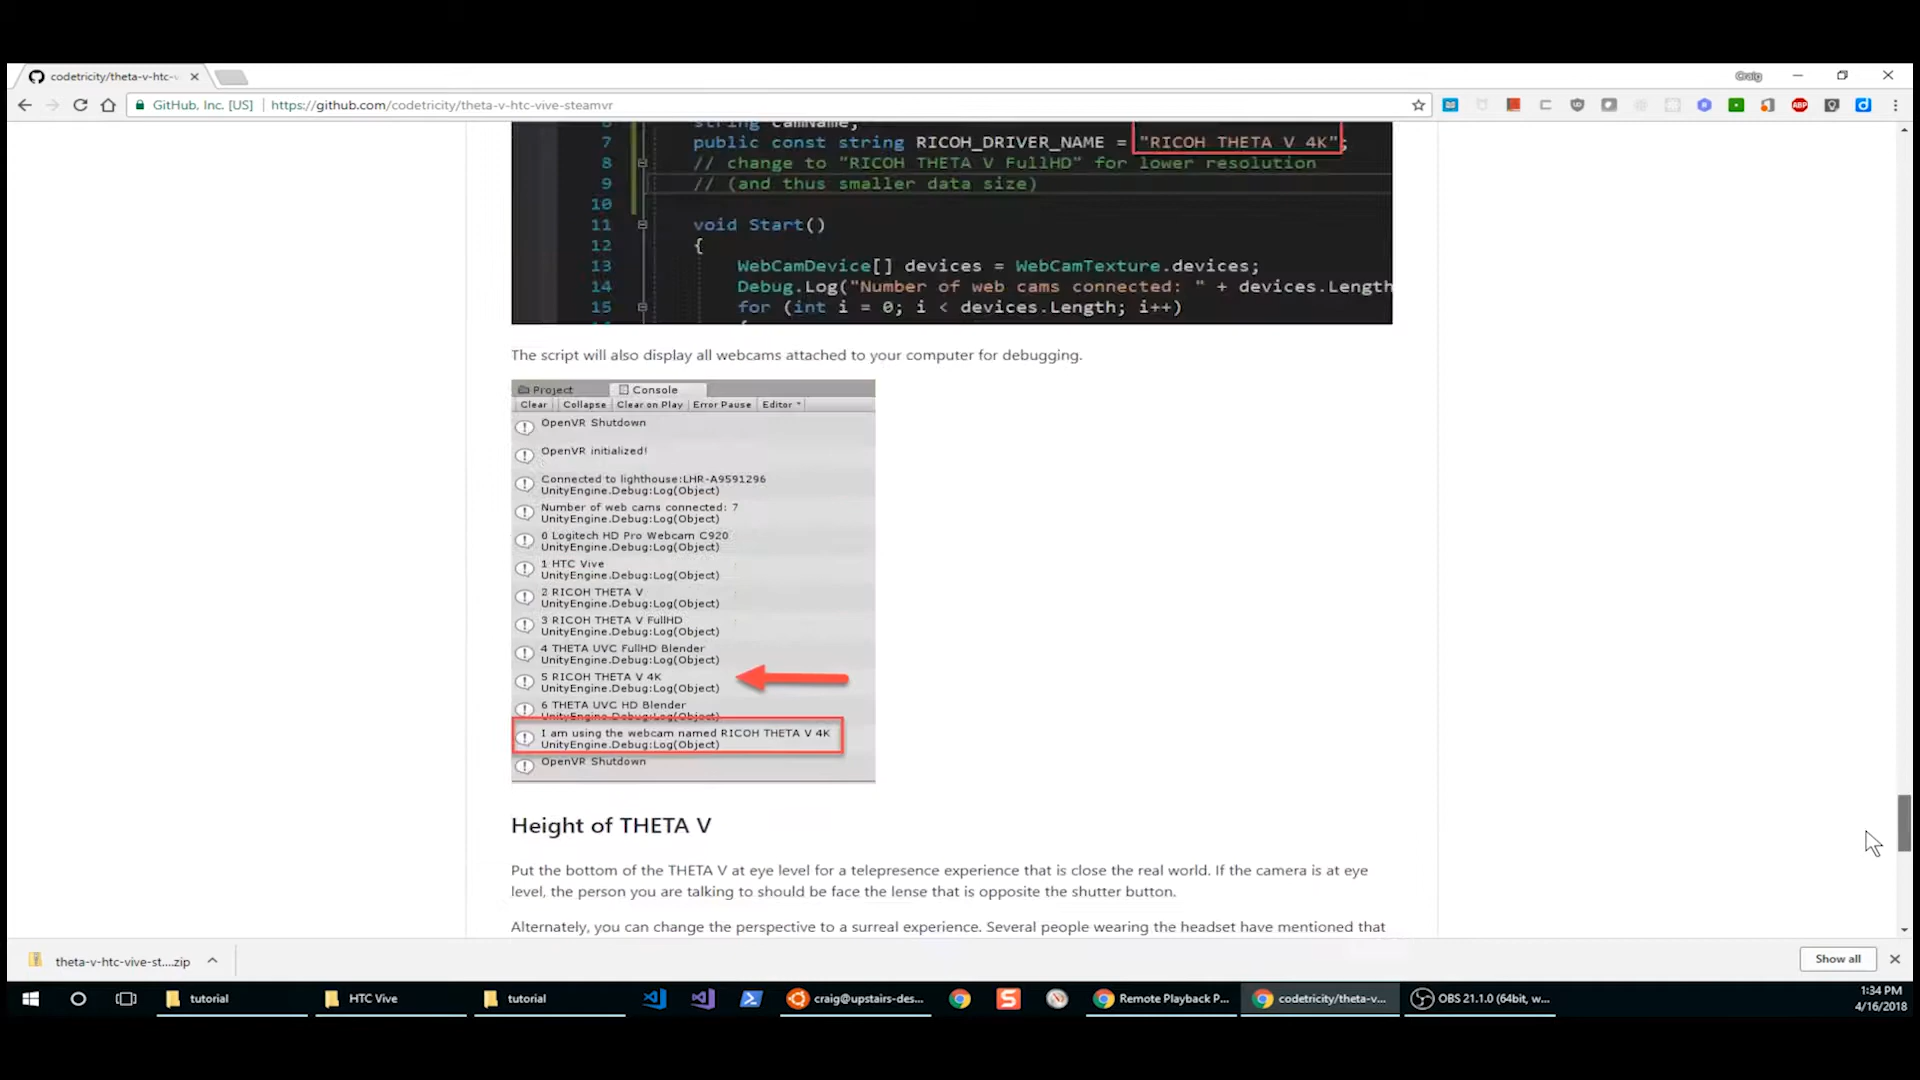 codetricity/theta-v-htc-
Craig
GitHub, Inc. [US] https://github.com/codetricity/theta-v-htc-vive-steamvr
string camName;
7 public const string RICOH_DRIVER_NAME = "RICOH THETA V 4K";
8 // change to "RICOH THETA V FullHD" for lower resolution
9 // (and thus smaller data size)
10
11 void Start()
12 {
13 WebCamDevice[] devices = WebCamTexture.devices;
14 Debug.Log("Number of web cams connected: " + devices.Length
15 for (int i = 0; i < devices.Length; i++)
The script will also display all webcams attached to your computer for debugging.
Project Console
Clear Collapse Clear on Play Error Pause Editor
OpenVR Shutdown
OpenVR initialized!
Connected to lighthouse:LHR-A9591296
UnityEngine.Debug:Log(Object)
Number of web cams connected: 7
UnityEngine.Debug:Log(Object)
0 Logitech HD Pro Webcam C920
UnityEngine.Debug:Log(Object)
1 HTC Vive
UnityEngine.Debug:Log(Object)
2 RICOH THETA V
UnityEngine.Debug:Log(Object)
3 RICOH THETA V FullHD
UnityEngine.Debug:Log(Object)
4 THETA UVC FullHD Blender
UnityEngine.Debug:Log(Object)
5 RICOH THETA V 4K
UnityEngine.Debug:Log(Object)
6 THETA UVC HD Blender
UnityEngine.Debug:Log(Object)
I am using the webcam named RICOH THETA V 4K
UnityEngine.Debug:Log(Object)
OpenVR Shutdown
Height of THETA V
Put the bottom of the THETA V at eye level for a telepresence experience that is close the real world. If the camera is at eye
level, the person you are talking to should be face the lense that is opposite the shutter button.
Alternately, you can change the perspective to a surreal experience. Several people wearing the headset have mentioned that
theta-v-htc-vive-st....zip
Show all
tutorial HTC Vive tutorial craig@upstairs-des... Remote Playback P... codetricity/theta-v... OBS 21.1.0 (64bit, w...
1:34 PM
4/16/2018